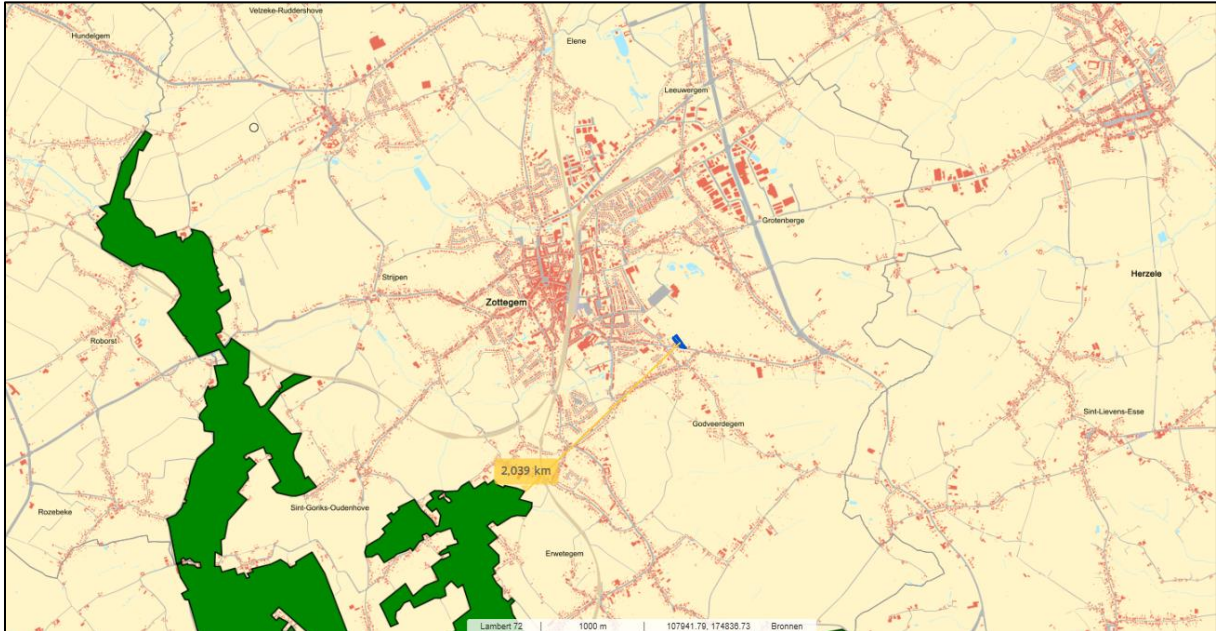 Velzeke-Ruddershove
Hundelgem
Elene
Leeuwergem
Grotenberge
Strijpen
Herzele
Zottegem
Roborst
Sint-Lievens-Esse
Godveerdegem
2,039 km
Sint-Goriks-Oudenhove
Rozebeke
Erwetegem
Lambert 72 | 1000 m | 107941.79, 174836.73 Bronnen